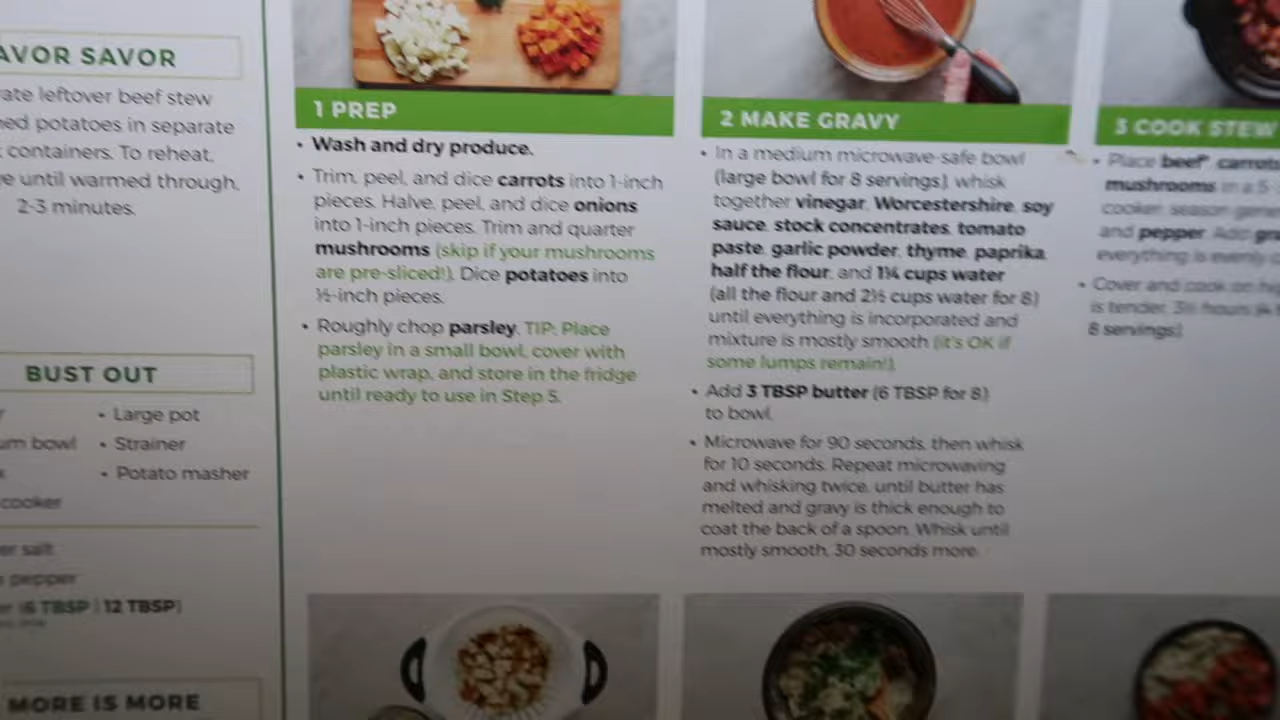 AVOR SAVOR
ate leftover beef stew
ed potatoes in separate
containers. To reheat,
e until warmed through,
2-3 minutes.
BUST OUT
um bowl
cooker
• Large pot
• Strainer
• Potato masher
er salt
pepper
(6 TBSP | 12 TBSP)
MORE IS MORE
1 PREP
• Wash and dry produce.
• Trim, peel, and dice carrots into 1-inch
pieces. Halve, peel, and dice onions
into 1-inch pieces. Trim and quarter
mushrooms (skip if your mushrooms
are pre-sliced!). Dice potatoes into
½-inch pieces.
• Roughly chop parsley. TIP: Place
parsley in a small bowl, cover with
plastic wrap, and store in the fridge
until ready to use in Step 5.
2 MAKE GRAVY
• In a medium microwave-safe bowl
(large bowl for 8 servings), whisk
together vinegar, Worcestershire, soy
sauce, stock concentrates, tomato
paste, garlic powder, thyme, paprika,
half the flour, and 1¼ cups water
(all the flour and 2½ cups water for 8)
until everything is incorporated and
mixture is mostly smooth (it's OK if
some lumps remain!).
• Add 3 TBSP butter (6 TBSP for 8)
to bowl.
• Microwave for 90 seconds, then whisk
for 10 seconds. Repeat microwaving
and whisking twice, until butter has
melted and gravy is thick enough to
coat the back of a spoon. Whisk until
mostly smooth, 30 seconds more.
3 COOK STEW
• Place beef*, carrots
mushrooms in a 5-
cooker; season gene
and pepper. Add
everything is evenly c
• Cover and cook on hi
is tender, 3½ hours
8 servings).